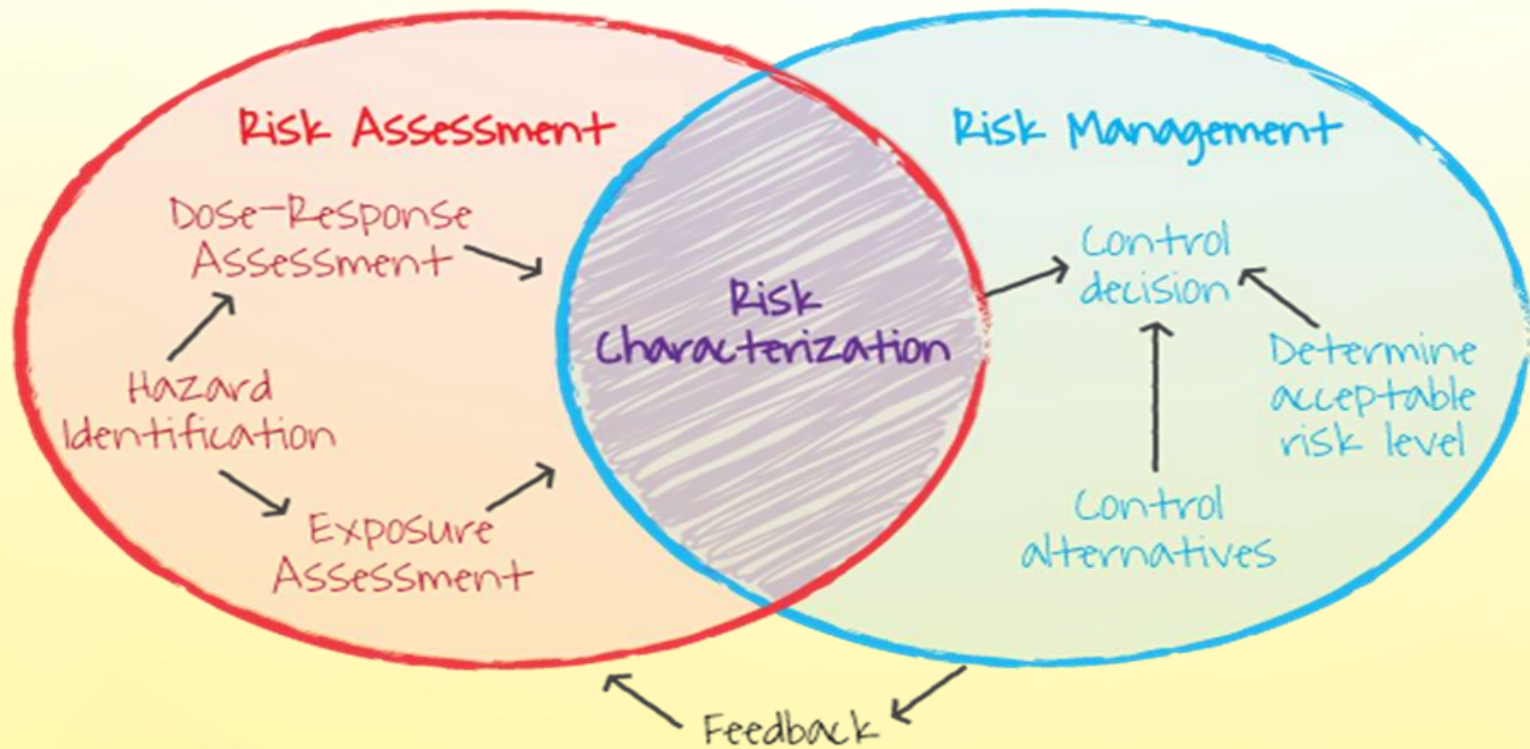 Risk Assessment
Dose-Response
Assessment
Hazard
Identification
Exposure
Assessment
Risk
Characterization
Risk Management
Control
decision
Determine
acceptable
risk level
Control
alternatives
Feedback